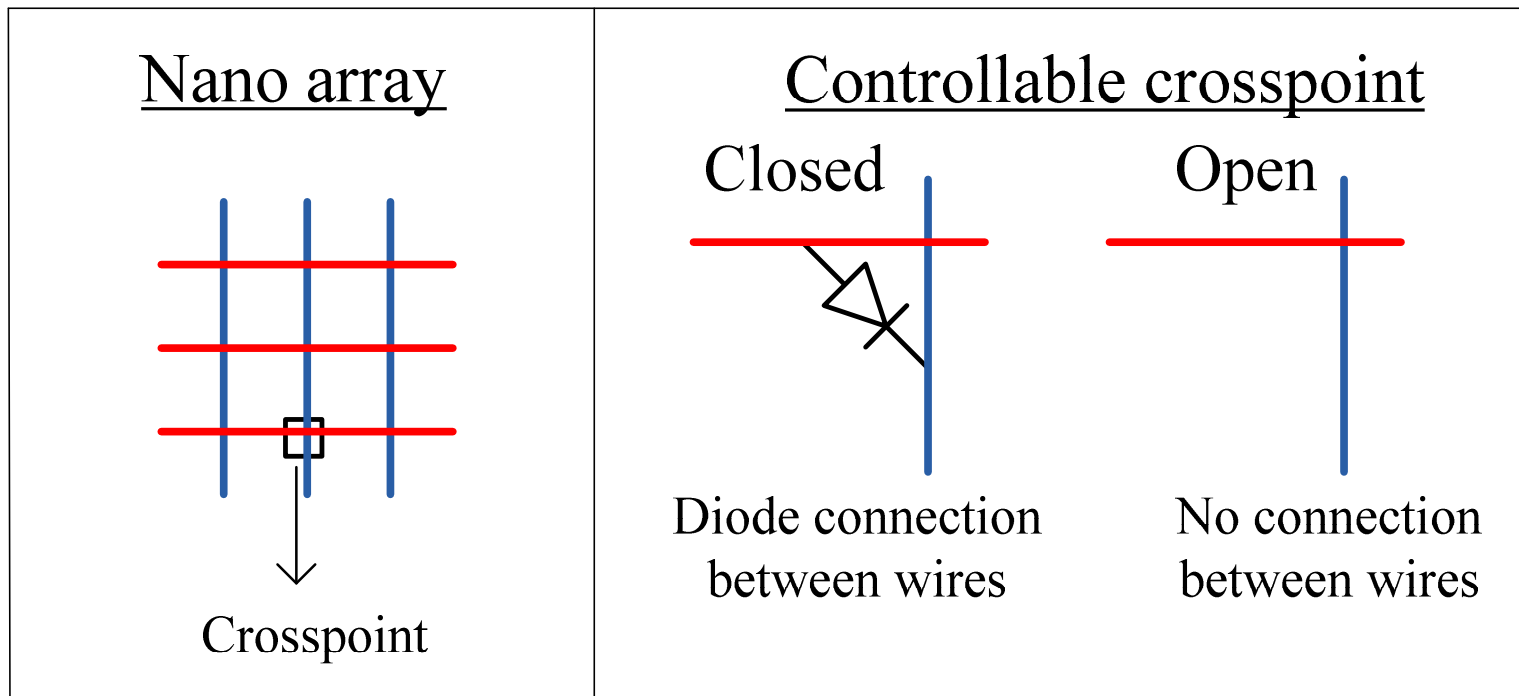 Nano array
Crosspoint
Controllable crosspoint
Closed
Open
Diode connection
between wires
No connection
between wires